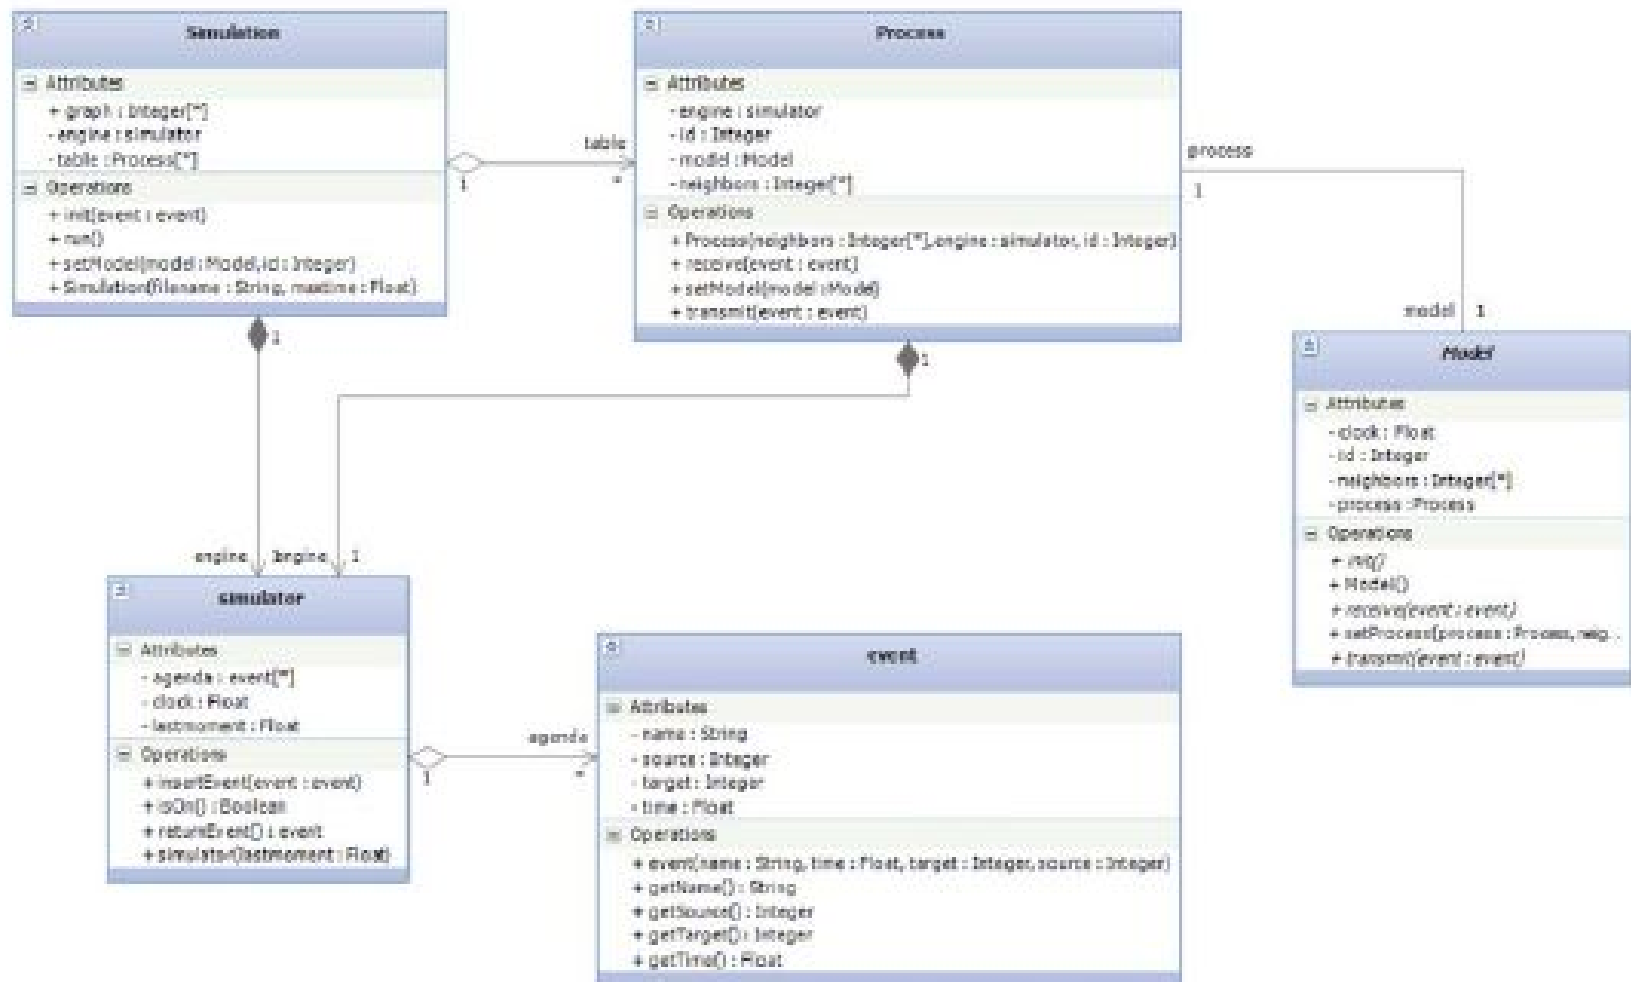 Simulation
Attributes
+ graph : Integer[*]
- engine : simulator
- table : Process[*]
Operations
+ init(event : event)
+ run()
+ setModel(model : Model, id : Integer)
+ Simulation(filename : String, maxtime : Float)
1
1
table
*
Process
Attributes
- engine : simulator
- id : Integer
- model : Model
- neighbors : Integer[*]
Operations
+ Process(neighbors : Integer[*], engine : simulator, id : Integer)
+ receive(event : event)
+ setModel(model : Model)
+ transmit(event : event)
1
process
1
model 1
Model
Attributes
- clock : Float
- id : Integer
- neighbors : Integer[*]
- process : Process
Operations
+ init()
+ Model()
+ receive(event : event)
+ setProcess(process : Process, neig...
+ transmit(event : event)
engine 1
engine 1
simulator
Attributes
- agenda : event[*]
- clock : Float
- lastmoment : Float
Operations
+ insertEvent(event : event)
+ isOn() : Boolean
+ returnEvent() : event
+ simulator(lastmoment : Float)
1
agenda
*
event
Attributes
- name : String
- source : Integer
- target : Integer
- time : Float
Operations
+ event(name : String, time : Float, target : Integer, source : Integer)
+ getName() : String
+ getSource() : Integer
+ getTarget() : Integer
+ getTime() : Float